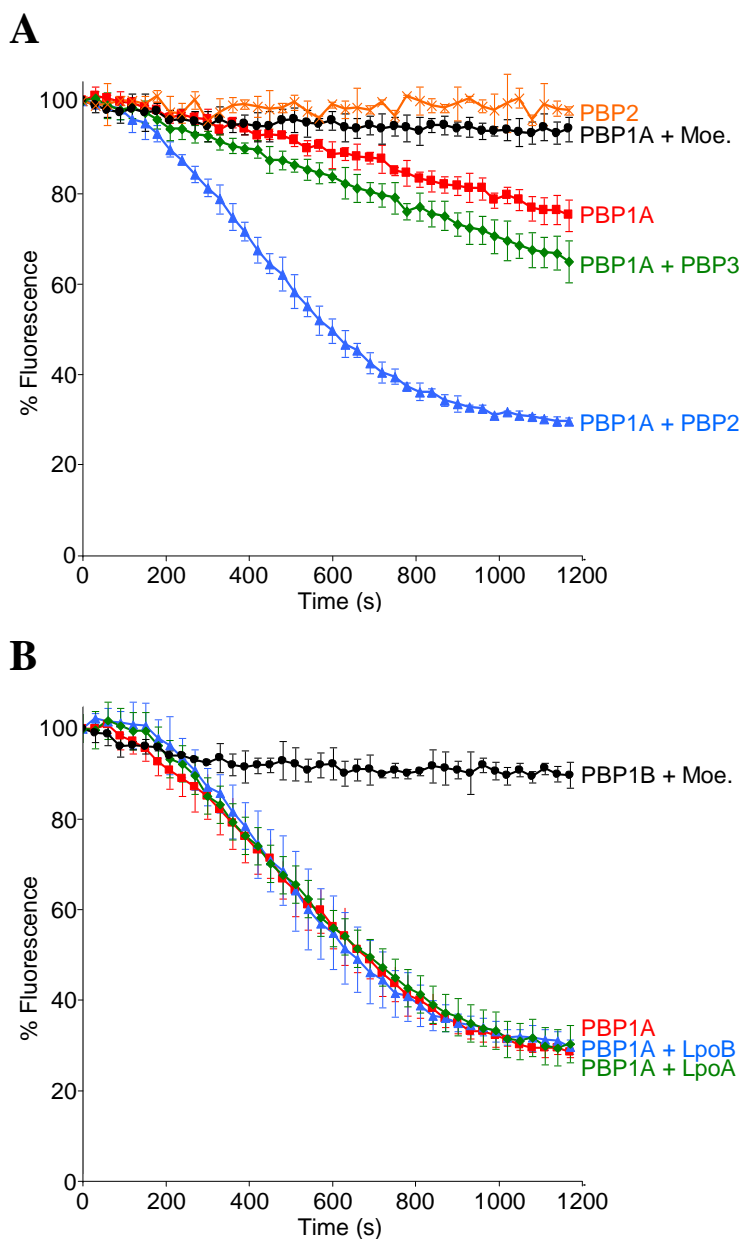 A
100
80
60
40
20
0
% Fluorescence
PBP2
PBP1A + Moe.
PBP1A
PBP1A + PBP3
PBP1A + PBP2
0 200 400 600 800 1000 1200
Time (s)
B
100
80
60
40
20
0
% Fluorescence
PBP1B + Moe.
PBP1A
PBP1A + LpoB
PBP1A + LpoA
0 200 400 600 800 1000 1200
Time (s)